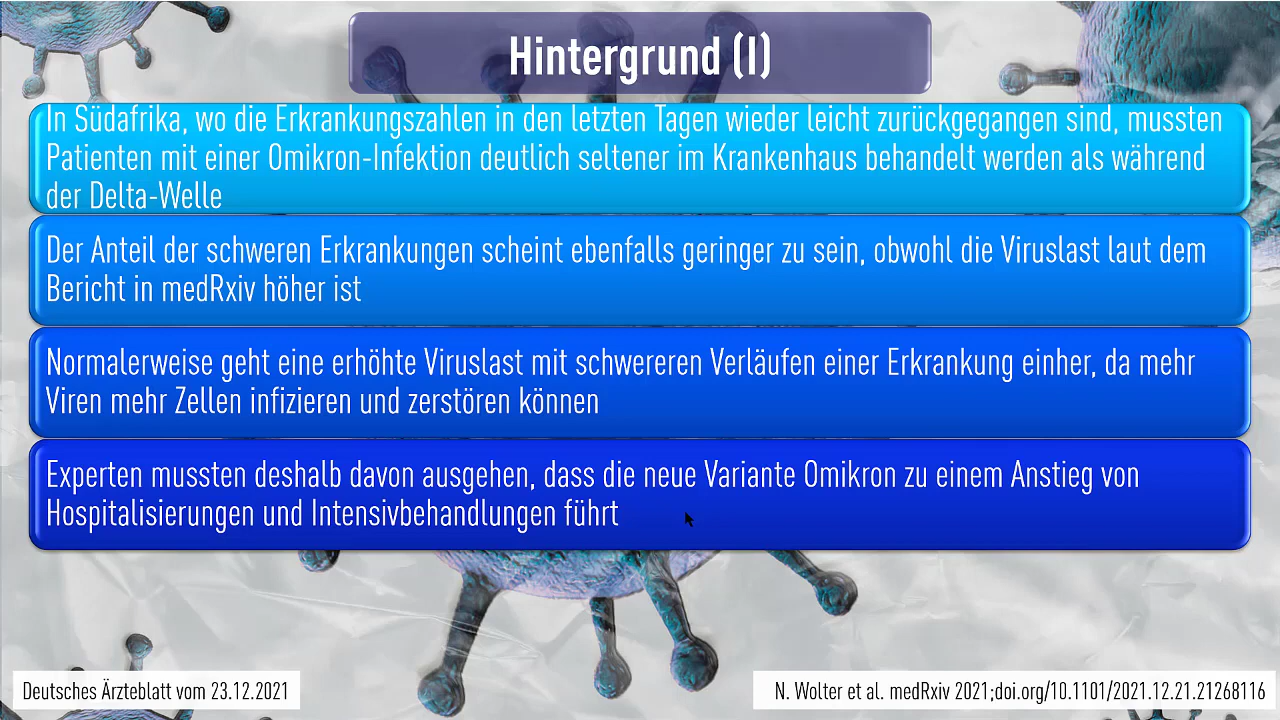 Hintergrund (I)
In Südafrika, wo die Erkrankungszahlen in den letzten Tagen wieder leicht zurückgegangen sind, mussten
Patienten mit einer Omikron-Infektion deutlich seltener im Krankenhaus behandelt werden als während
der Delta-Welle
Der Anteil der schweren Erkrankungen scheint ebenfalls geringer zu sein, obwohl die Viruslast laut dem
Bericht in medRxiv höher ist
Normalerweise geht eine erhöhte Viruslast mit schwereren Verläufen einer Erkrankung einher, da mehr
Viren mehr Zellen infizieren und zerstören können
Experten mussten deshalb davon ausgehen, dass die neue Variante Omikron zu einem Anstieg von
Hospitalisierungen und Intensivbehandlungen führt
Deutsches Ärzteblatt vom 23.12.2021
N. Wolter et al. medRxiv 2021;doi.org/10.1101/2021.12.21.21268116